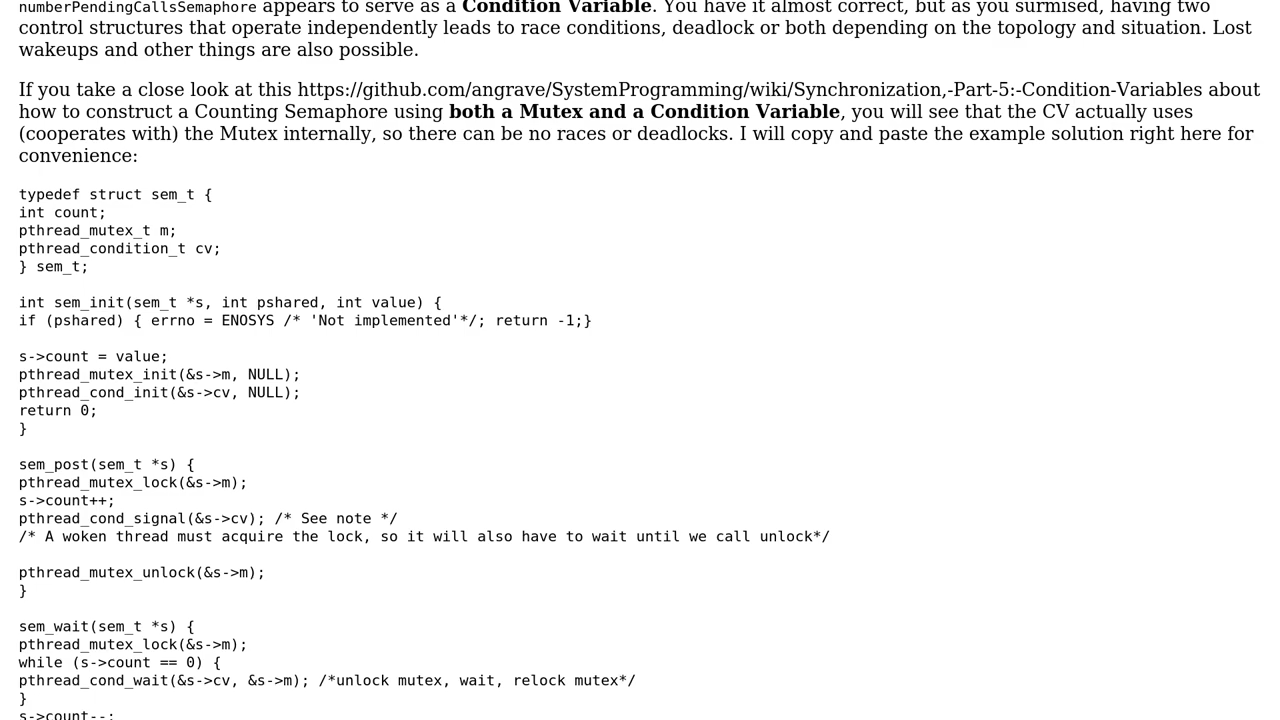 numberPendingCallsSemaphore appears to serve as a Condition Variable. You have it almost correct, but as you surmised, having two
control structures that operate independently leads to race conditions, deadlock or both depending on the topology and situation. Lost
wakeups and other things are also possible.
If you take a close look at this https://github.com/angrave/SystemProgramming/wiki/Synchronization,-Part-5:-Condition-Variables about
how to construct a Counting Semaphore using both a Mutex and a Condition Variable, you will see that the CV actually uses
(cooperates with) the Mutex internally, so there can be no races or deadlocks. I will copy and paste the example solution right here for
convenience:
typedef struct sem_t {
int count;
pthread_mutex_t m;
pthread_condition_t cv;
} sem_t;
int sem_init(sem_t *s, int pshared, int value) {
if (pshared) { errno = ENOSYS /* 'Not implemented'*/; return -1;}
s->count = value;
pthread_mutex_init(&s->m, NULL);
pthread_cond_init(&s->cv, NULL);
return 0;
}
sem_post(sem_t *s) {
pthread_mutex_lock(&s->m);
s->count++;
pthread_cond_signal(&s->cv); /* See note */
/* A woken thread must acquire the lock, so it will also have to wait until we call unlock*/
pthread_mutex_unlock(&s->m);
}
sem_wait(sem_t *s) {
pthread_mutex_lock(&s->m);
while (s->count == 0) {
pthread_cond_wait(&s->cv, &s->m); /*unlock mutex, wait, relock mutex*/
}
s->count--;